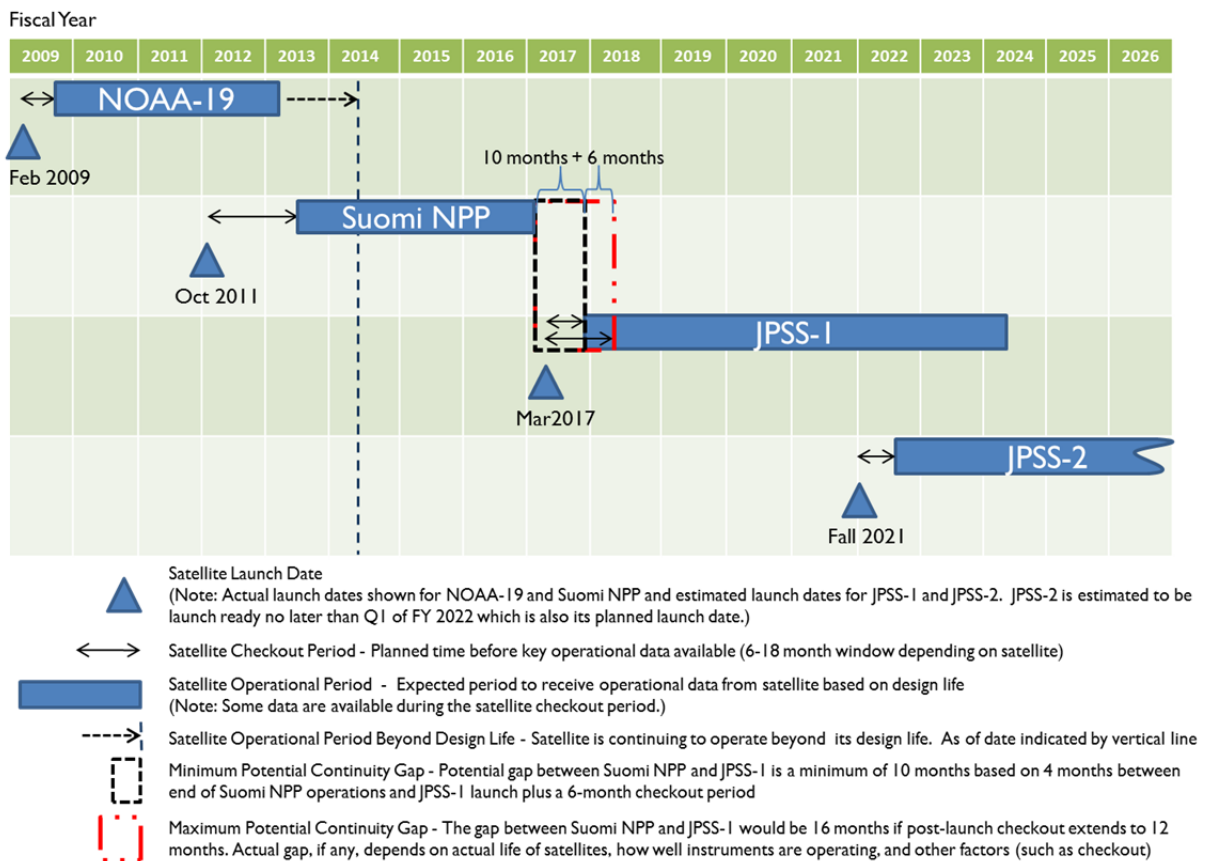 Fiscal Year
2009 2010 2011 2012 2013 2014 2015 2016 2017 2018 2019 2020 2021 2022 2023 2024 2025 2026
NOAA-19
Feb 2009
10 months + 6 months
Suomi NPP
Oct 2011
JPSS-1
Mar2017
JPSS-2
Fall 2021
Satellite Launch Date
(Note: Actual launch dates shown for NOAA-19 and Suomi NPP and estimated launch dates for JPSS-1 and JPSS-2. JPSS-2 is estimated to be
launch ready no later than Q1 of FY 2022 which is also its planned launch date.)
Satellite Checkout Period - Planned time before key operational data available (6-18 month window depending on satellite)
Satellite Operational Period - Expected period to receive operational data from satellite based on design life
(Note: Some data are available during the satellite checkout period.)
Satellite Operational Period Beyond Design Life - Satellite is continuing to operate beyond its design life. As of date indicated by vertical line
Minimum Potential Continuity Gap - Potential gap between Suomi NPP and JPSS-1 is a minimum of 10 months based on 4 months between
end of Suomi NPP operations and JPSS-1 launch plus a 6-month checkout period
Maximum Potential Continuity Gap - The gap between Suomi NPP and JPSS-1 would be 16 months if post-launch checkout extends to 12
months. Actual gap, if any, depends on actual life of satellites, how well instruments are operating, and other factors (such as checkout)